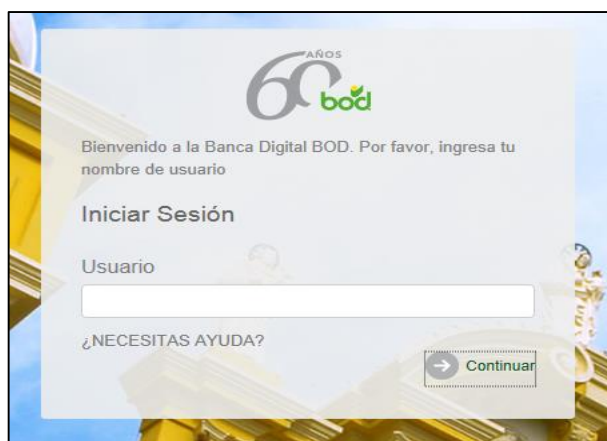 60 AÑOS
bod
Bienvenido a la Banca Digital BOD. Por favor, ingresa tu
nombre de usuario
Iniciar Sesión
Usuario
¿NECESITAS AYUDA?
Continuar